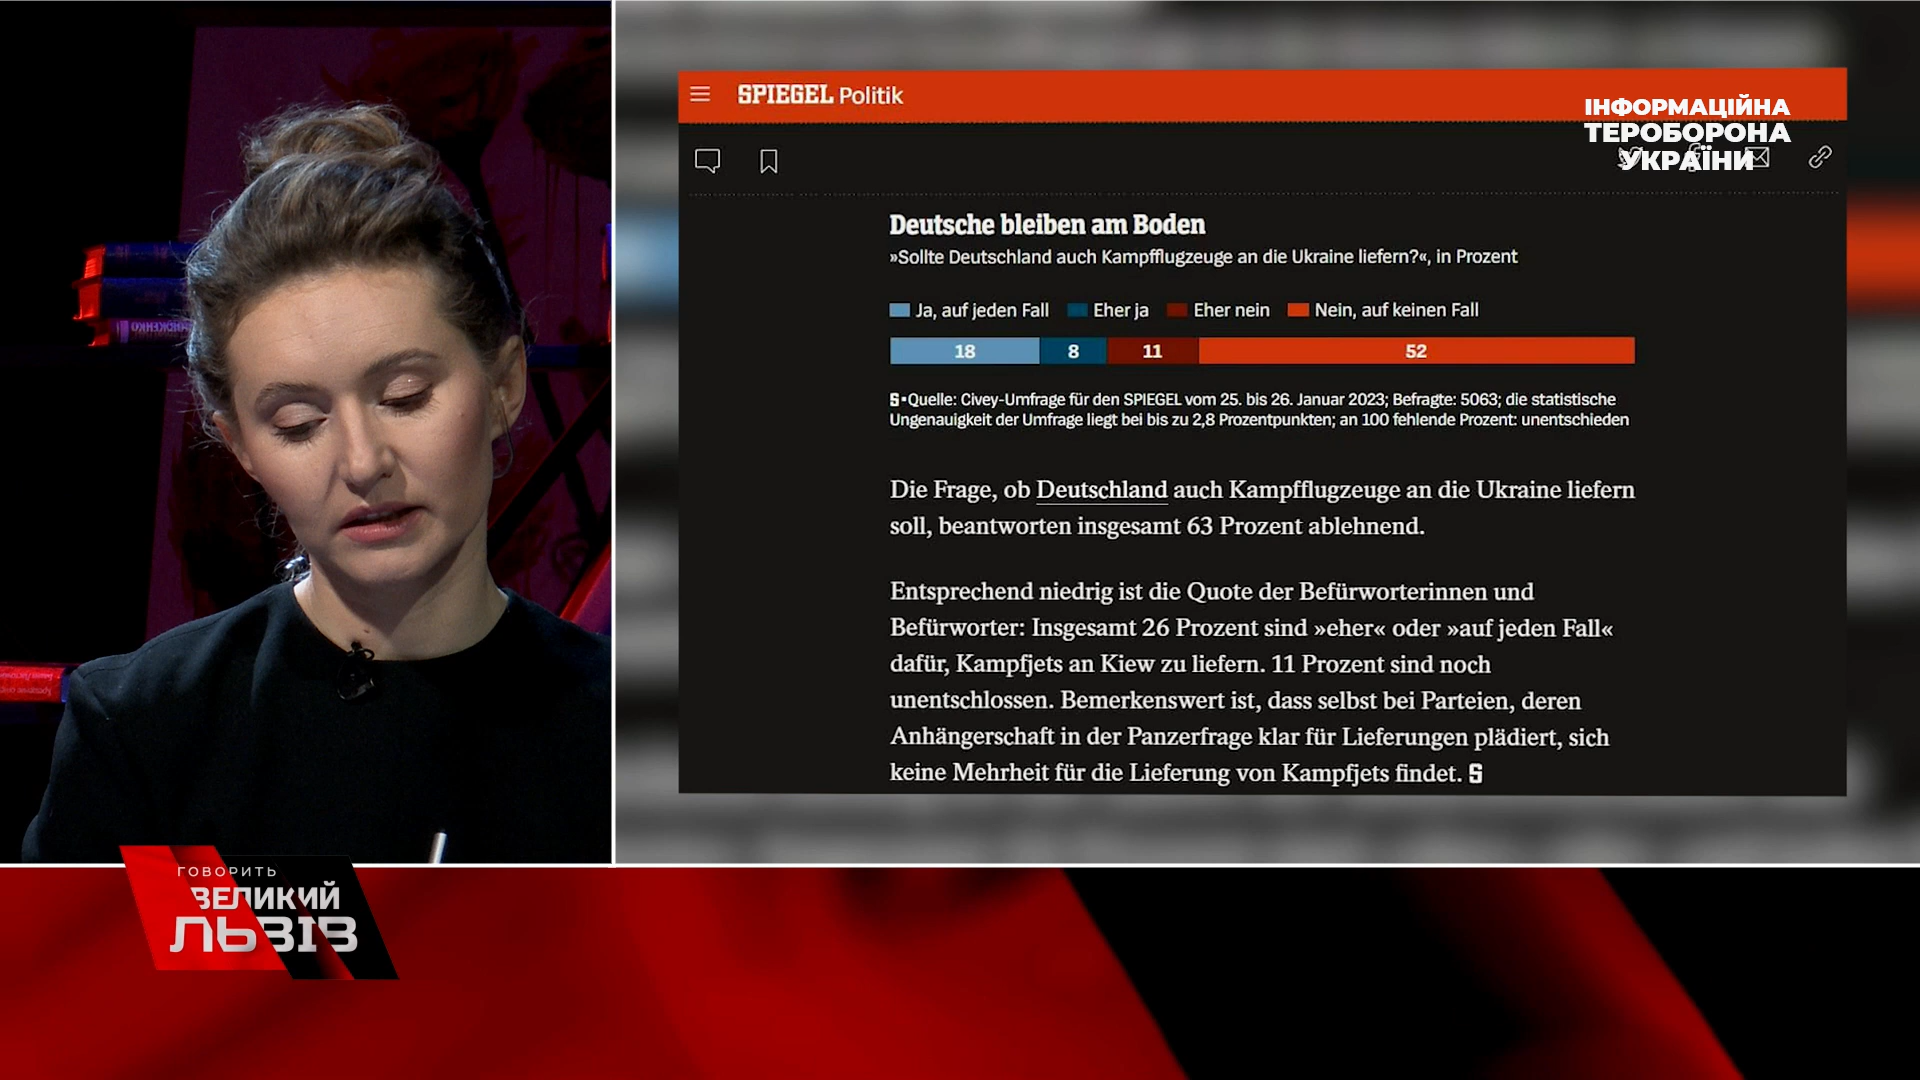 SPIEGEL Politik
ІНФОРМАЦІЙНА
ТЕРОБОРОНА
УКРАЇНИ
Deutsche bleiben am Boden
»Sollte Deutschland auch Kampfflugzeuge an die Ukraine liefern?«, in Prozent
Ja, auf jeden Fall Eher ja Eher nein Nein, auf keinen Fall
18 8 11 52
S▪Quelle: Civey-Umfrage für den SPIEGEL vom 25. bis 26. Januar 2023; Befragte: 5063; die statistische
Ungenauigkeit der Umfrage liegt bei bis zu 2,8 Prozentpunkten; an 100 fehlende Prozent: unentschieden
Die Frage, ob Deutschland auch Kampfflugzeuge an die Ukraine liefern
soll, beantworten insgesamt 63 Prozent ablehnend.
Entsprechend niedrig ist die Quote der Befürworterinnen und
Befürworter: Insgesamt 26 Prozent sind »eher« oder »auf jeden Fall«
dafür, Kampfjets an Kiew zu liefern. 11 Prozent sind noch
unentschlossen. Bemerkenswert ist, dass selbst bei Parteien, deren
Anhängerschaft in der Panzerfrage klar für Lieferungen plädiert, sich
keine Mehrheit für die Lieferung von Kampfjets findet. S
ГОВОРИТЬ
ВЕЛИКИЙ
ЛЬВІВ